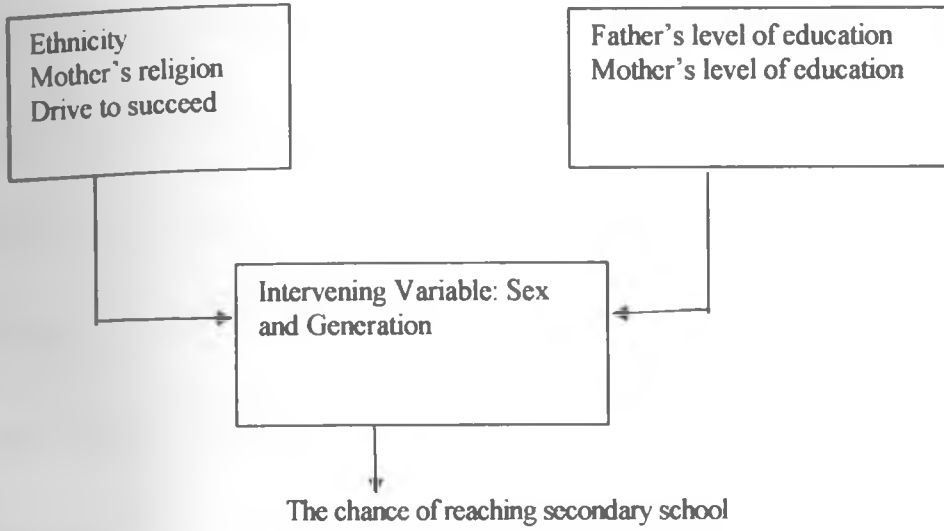 Ethnicity
Mother's religion
Drive to succeed
Father's level of education
Mother's level of education
Intervening Variable: Sex
and Generation
The chance of reaching secondary school